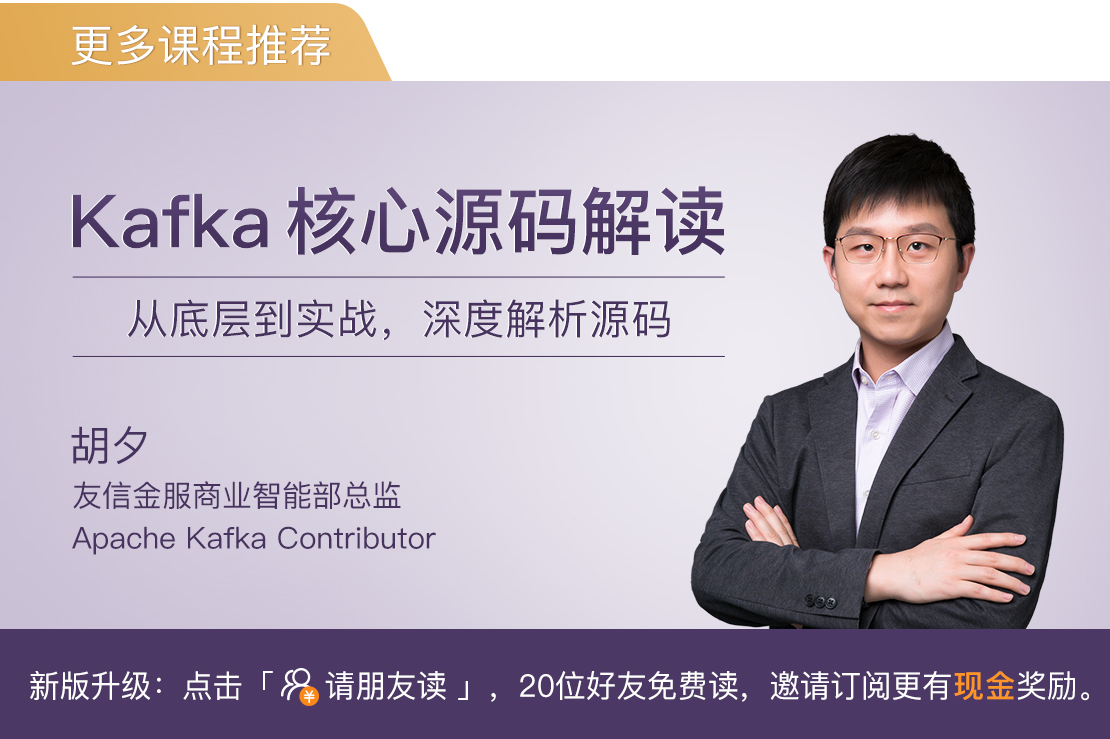 更多课程推荐
Kafka 核心源码解读
从底层到实战，深度解析源码
胡夕
友信金服商业智能部总监
Apache Kafka Contributor
新版升级：点击「 ¥ 请朋友读 」，20位好友免费读，邀请订阅更有现金奖励。